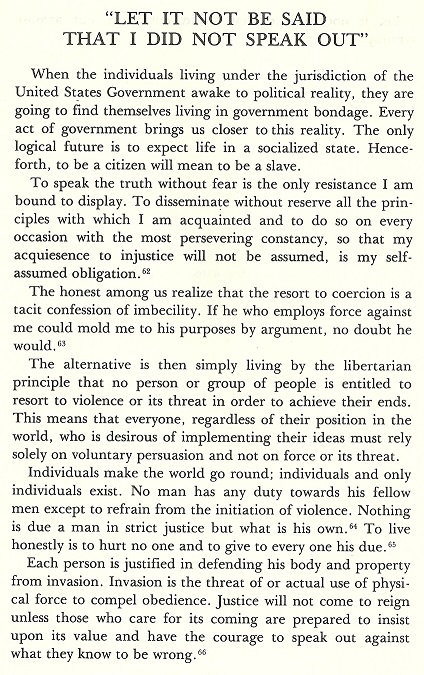 “LET IT NOT BE SAID
THAT I DID NOT SPEAK OUT”
When the individuals living under the jurisdiction of the
United States Government awake to political reality, they are
going to find themselves living in government bondage. Every
act of government brings us closer to this reality. The only
logical future is to expect life in a socialized state. Hence-
forth, to be a citizen will mean to be a slave.
To speak the truth without fear is the only resistance I am
bound to display. To disseminate without reserve all the prin-
ciples with which I am acquainted and to do so on every
occasion with the most persevering constancy, so that my
acquiesence to injustice will not be assumed, is my self-
assumed obligation.⁶²
The honest among us realize that the resort to coercion is a
tacit confession of imbecility. If he who employs force against
me could mold me to his purposes by argument, no doubt he
would.⁶³
The alternative is then simply living by the libertarian
principle that no person or group of people is entitled to
resort to violence or its threat in order to achieve their ends.
This means that everyone, regardless of their position in the
world, who is desirous of implementing their ideas must rely
solely on voluntary persuasion and not on force or its threat.
Individuals make the world go round; individuals and only
individuals exist. No man has any duty towards his fellow
men except to refrain from the initiation of violence. Nothing
is due a man in strict justice but what is his own.⁶⁴ To live
honestly is to hurt no one and to give to every one his due.⁶⁵
Each person is justified in defending his body and property
from invasion. Invasion is the threat of or actual use of physi-
cal force to compel obedience. Justice will not come to reign
unless those who care for its coming are prepared to insist
upon its value and have the courage to speak out against
what they know to be wrong.⁶⁶